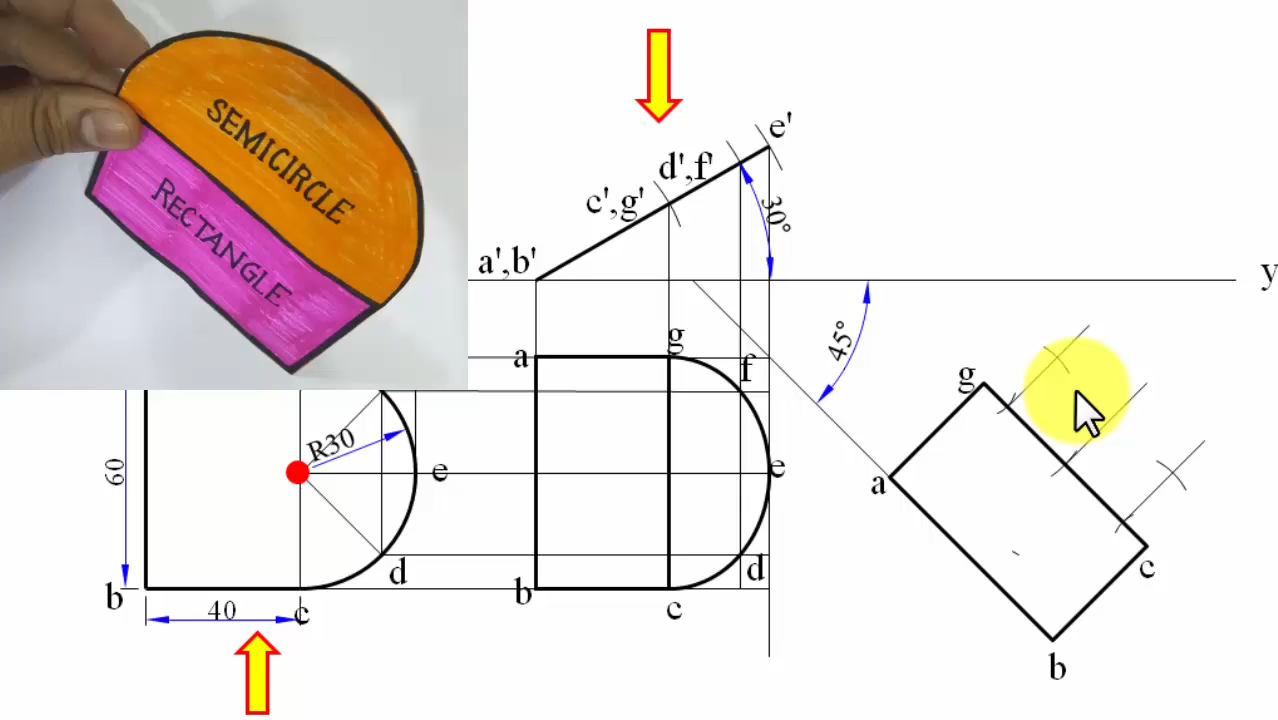 SEMICIRCLE
RECTANGLE
e'
d',f'
c',g'
30°
a',b'
y
45°
a
g
f
g
R30
60
e
e
a
d
d
b
b
c
c
40
c
b